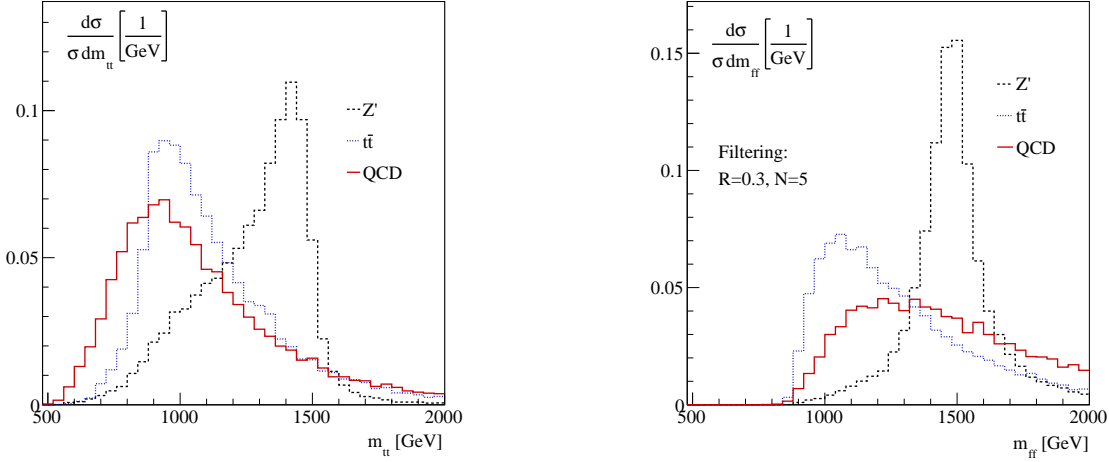 dσ
σ dm_tt
[1
GeV]
0.1
0.05
0
Z'
tt̄
QCD
500 1000 1500 2000
m_tt [GeV]
dσ
σ dm_ff
[1
GeV]
0.15
0.1
0.05
0
Z'
tt̄
QCD
Filtering:
R=0.3, N=5
500 1000 1500 2000
m_ff [GeV]